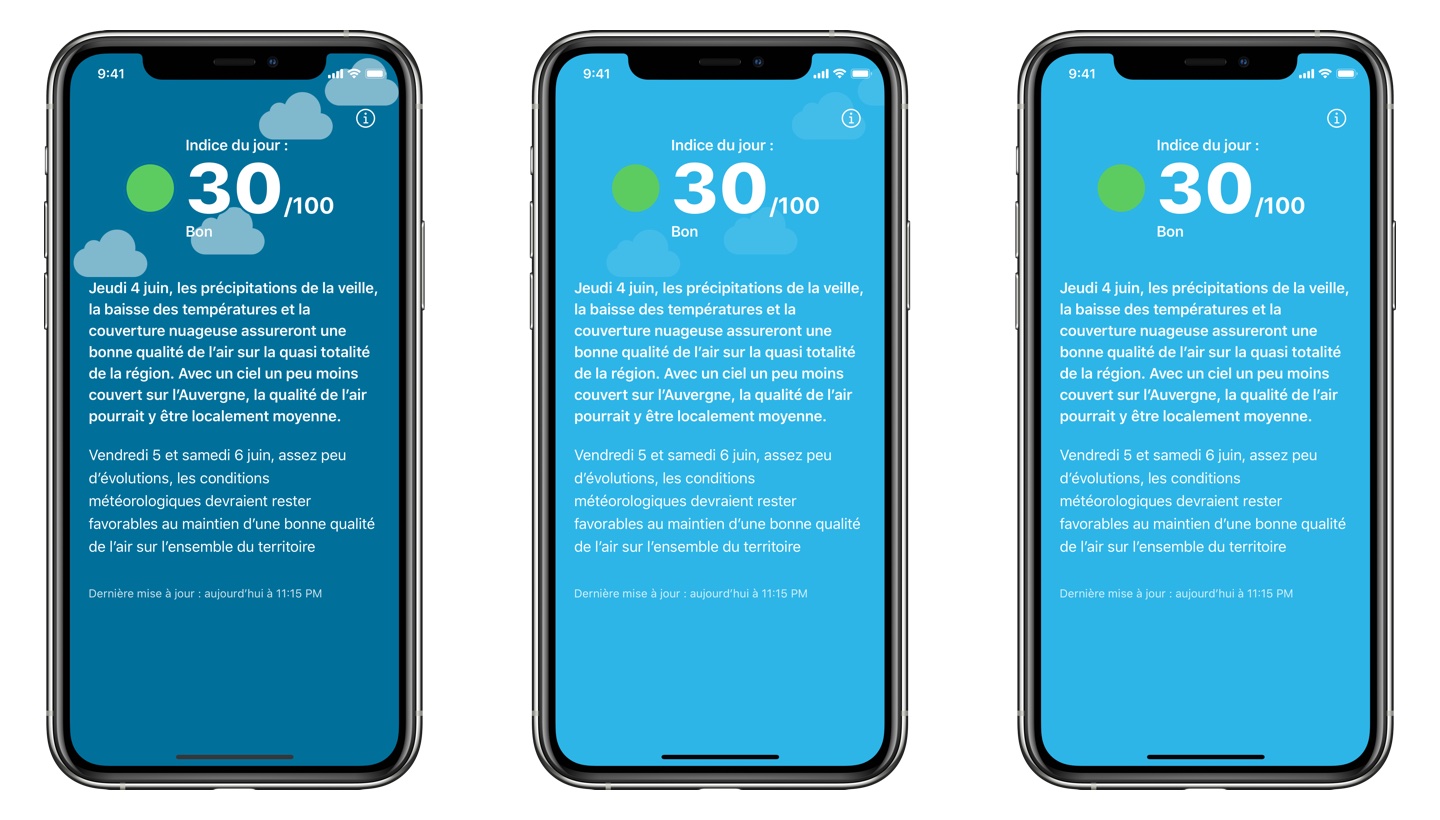 9:41
Indice du jour :
30/100
Bon
Jeudi 4 juin, les précipitations de la veille,
la baisse des températures et la
couverture nuageuse assureront une
bonne qualité de l’air sur la quasi totalité
de la région. Avec un ciel un peu moins
couvert sur l’Auvergne, la qualité de l’air
pourrait y être localement moyenne.
Vendredi 5 et samedi 6 juin, assez peu
d’évolutions, les conditions
météorologiques devraient rester
favorables au maintien d’une bonne qualité
de l’air sur l’ensemble du territoire
Dernière mise à jour : aujourd’hui à 11:15 PM
9:41
Indice du jour :
30/100
Bon
Jeudi 4 juin, les précipitations de la veille,
la baisse des températures et la
couverture nuageuse assureront une
bonne qualité de l’air sur la quasi totalité
de la région. Avec un ciel un peu moins
couvert sur l’Auvergne, la qualité de l’air
pourrait y être localement moyenne.
Vendredi 5 et samedi 6 juin, assez peu
d’évolutions, les conditions
météorologiques devraient rester
favorables au maintien d’une bonne qualité
de l’air sur l’ensemble du territoire
Dernière mise à jour : aujourd’hui à 11:15 PM
9:41
Indice du jour :
30/100
Bon
Jeudi 4 juin, les précipitations de la veille,
la baisse des températures et la
couverture nuageuse assureront une
bonne qualité de l’air sur la quasi totalité
de la région. Avec un ciel un peu moins
couvert sur l’Auvergne, la qualité de l’air
pourrait y être localement moyenne.
Vendredi 5 et samedi 6 juin, assez peu
d’évolutions, les conditions
météorologiques devraient rester
favorables au maintien d’une bonne qualité
de l’air sur l’ensemble du territoire
Dernière mise à jour : aujourd’hui à 11:15 PM